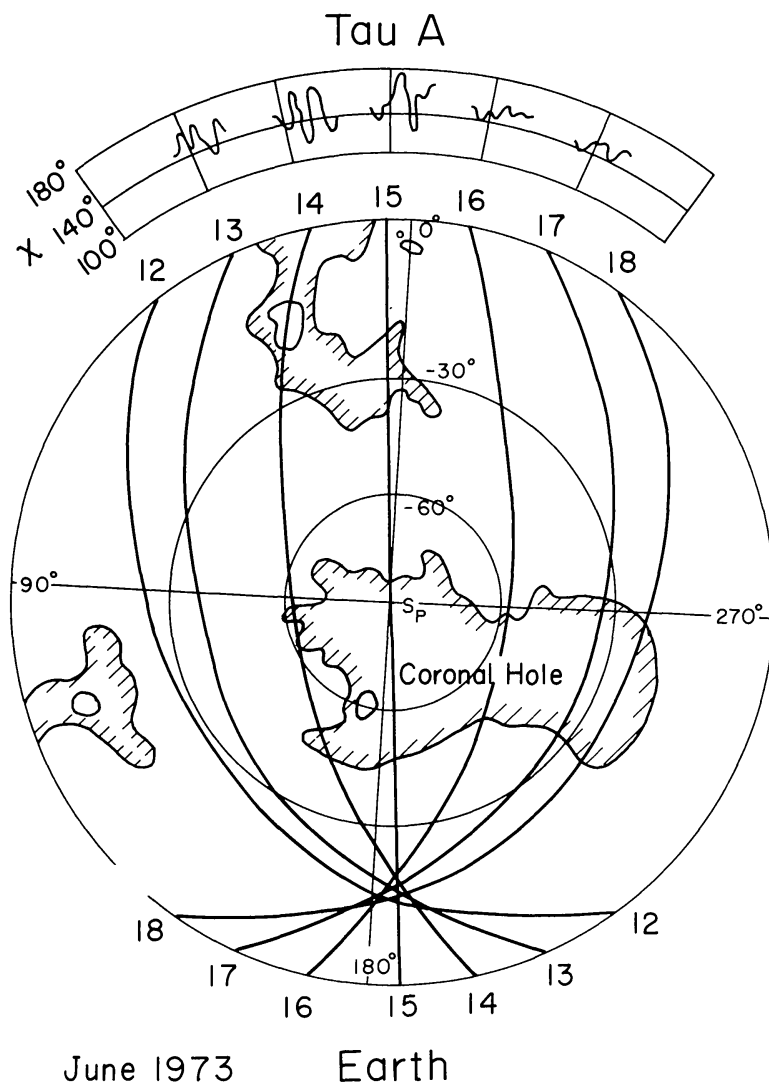 Tau A
180°
χ 140°
100°
12 13 14 15 16 17 18
0°
-30°
-60°
90°
S_P
270°
Coronal Hole
18 12
17 180° 13
16 15 14
June 1973 Earth